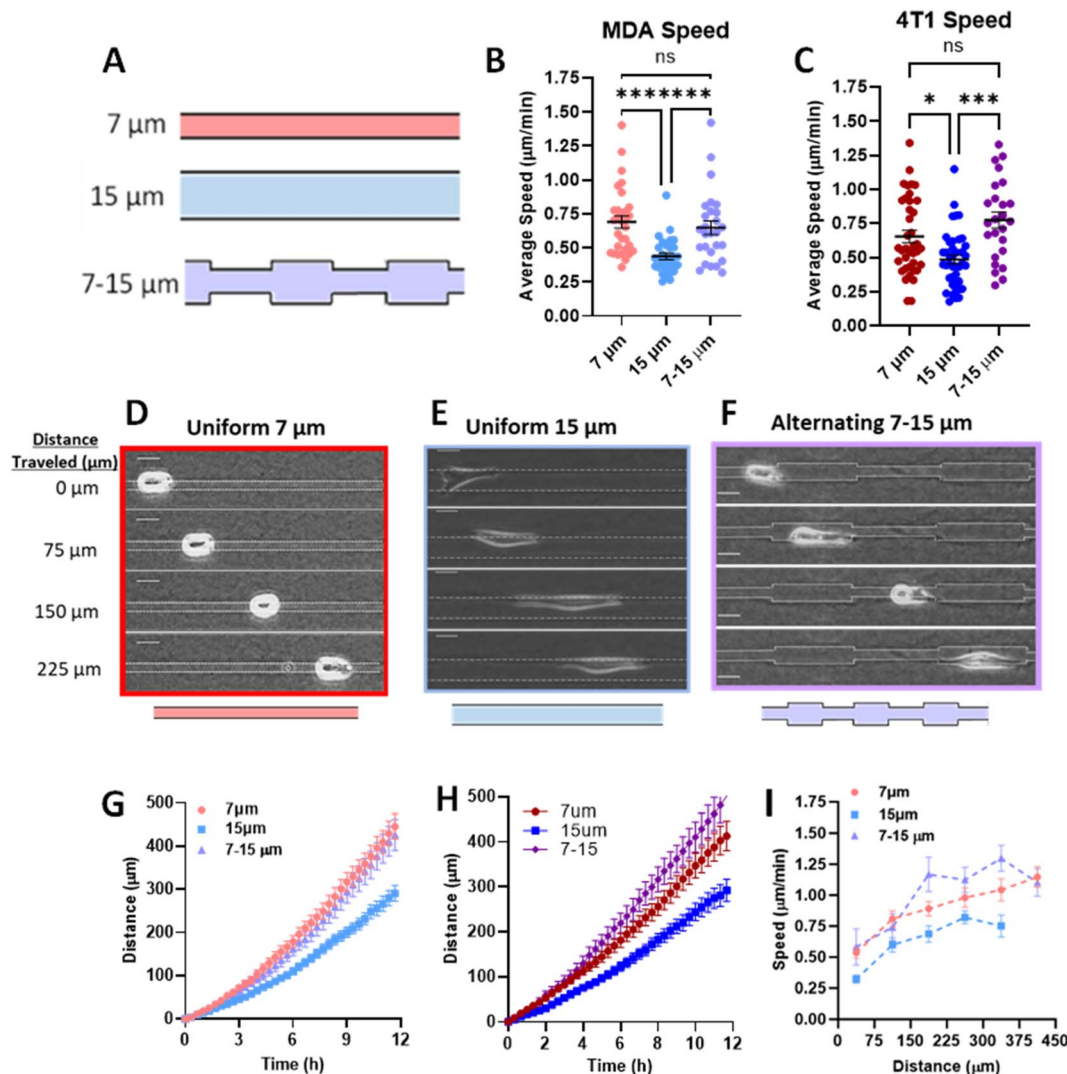 A
7 µm
15 µm
7-15 µm
B
MDA Speed
ns
*******
Average Speed (µm/min)
1.75
1.50
1.25
1.00
0.75
0.50
0.25
0.00
7 µm
15 µm
7-15 µm
C
4T1 Speed
ns
* ***
Average Speed (µm/min)
1.75
1.50
1.25
1.00
0.75
0.50
0.25
0.00
7 µm
15 µm
7-15 µm
Distance
Traveled (µm)
0 µm
75 µm
150 µm
225 µm
D
Uniform 7 µm
E
Uniform 15 µm
F
Alternating 7-15 µm
G
7µm
15µm
7-15 µm
Distance (µm)
500
400
300
200
100
0
0 3 6 9 12
Time (h)
H
7um
15um
7-15
Distance (µm)
500
400
300
200
100
0
0 2 4 6 8 10 12
Time (h)
I
7µm
15µm
7-15 µm
Speed (µm/min)
1.75
1.50
1.25
1.00
0.75
0.50
0.25
0.00
0 75 150 225 300 375 450
Distance (µm)